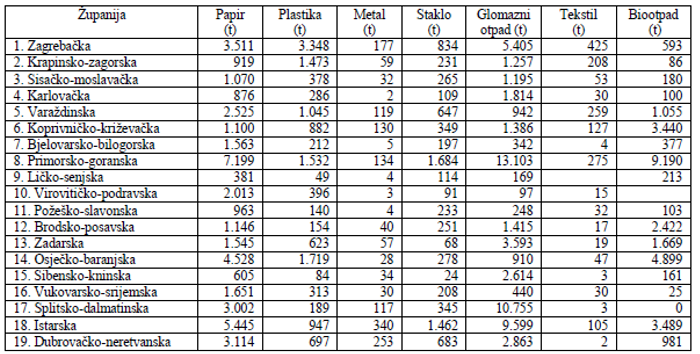 Županija Papir (t) Plastika (t) Metal (t) Staklo (t) Glomazni otpad (t) Tekstil (t) Biootpad (t)
1. Zagrebačka 3.511 3.348 177 834 5.405 425 593
2. Krapinsko-zagorska 919 1.473 59 231 1.257 208 86
3. Sisačko-moslavačka 1.070 378 32 265 1.195 53 180
4. Karlovačka 876 286 2 109 1.814 30 100
5. Varaždinska 2.525 1.045 119 647 942 259 1.055
6. Koprivničko-križevačka 1.100 882 130 349 1.386 127 3.440
7. Bjelovarsko-bilogorska 1.563 212 5 197 342 4 377
8. Primorsko-goranska 7.199 1.532 134 1.684 13.103 275 9.190
9. Ličko-senjska 381 49 4 114 169 213
10. Virovitičko-podravska 2.013 396 3 91 97 15
11. Požeško-slavonska 963 140 4 233 248 32 103
12. Brodsko-posavska 1.146 154 40 251 1.415 17 2.422
13. Zadarska 1.545 623 57 68 3.593 19 1.669
14. Osječko-baranjska 4.528 1.719 28 278 910 47 4.899
15. Šibensko-kninska 605 84 34 24 2.614 3 161
16. Vukovarsko-srijemska 1.651 313 30 208 440 30 25
17. Splitsko-dalmatinska 3.002 189 117 345 10.755 3 0
18. Istarska 5.445 947 340 1.462 9.599 105 3.489
19. Dubrovačko-neretvanska 3.114 697 253 683 2.863 2 981